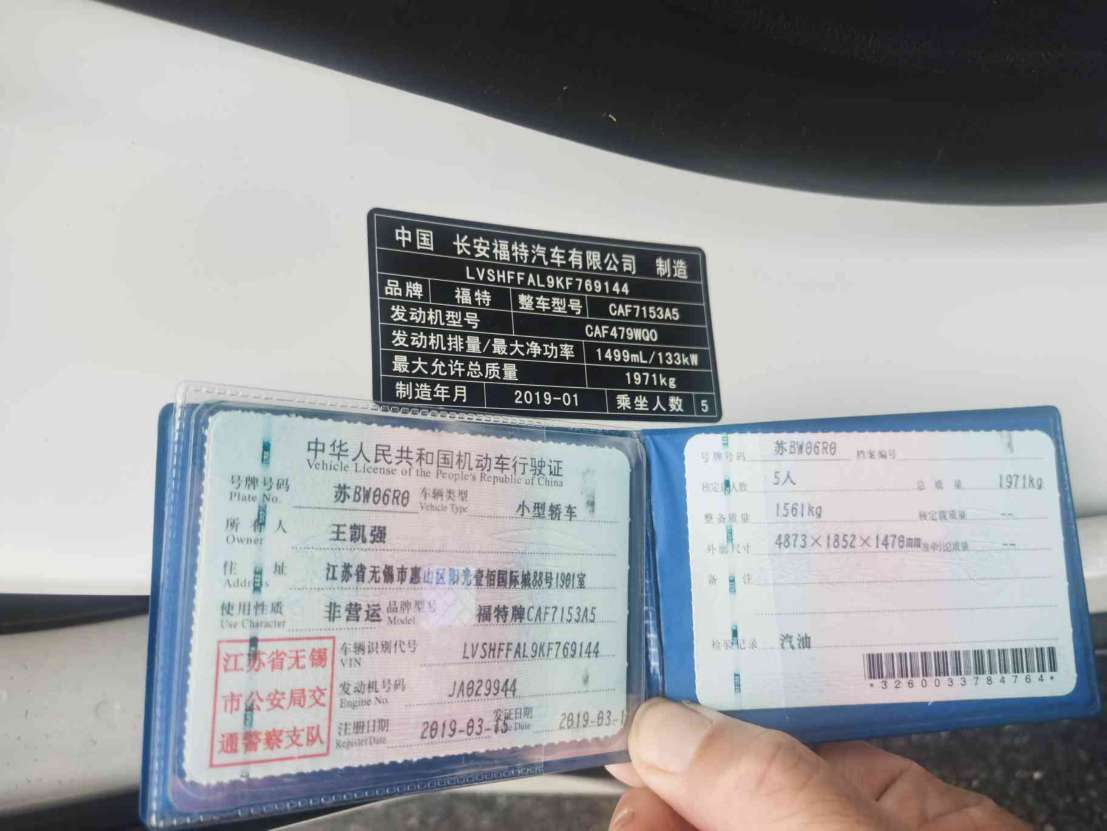 中国 长安福特汽车有限公司 制造
LVSHFFAL9KF769144
品牌 福特 整车型号 CAF7153A5
发动机型号 CAF479WQ0
发动机排量/最大净功率 1499mL/133kW
最大允许总质量 1971kg
制造年月 2019-01 乘坐人数 5
中华人民共和国机动车行驶证
Vehicle License of the People's Republic of China
号牌号码 苏BW06R0 车辆类型 小型轿车
Plate No. Vehicle Type
所有人 王凯强
Owner
住址 江苏省无锡市惠山区阳光壹佰国际城88号1901室
Address
使用性质 非营运 品牌型号 福特牌CAF7153A5
Use Character Model
江苏省无锡
市公安局交
通警察支队
车辆识别代号 LVSHFFAL9KF769144
VIN
发动机号码 JA029944
Engine No.
注册日期 2019-03-15 发证日期 2019-03-1
Register Date Issue Date
号牌号码 苏BW06R0 档案编号
核定载人数 5人 总质量 1971kg
整备质量 1561kg 核定载质量 --
外廓尺寸 4873×1852×1470mm 准牵引总质量 --
备注
检验记录 汽油
*3260033784764*